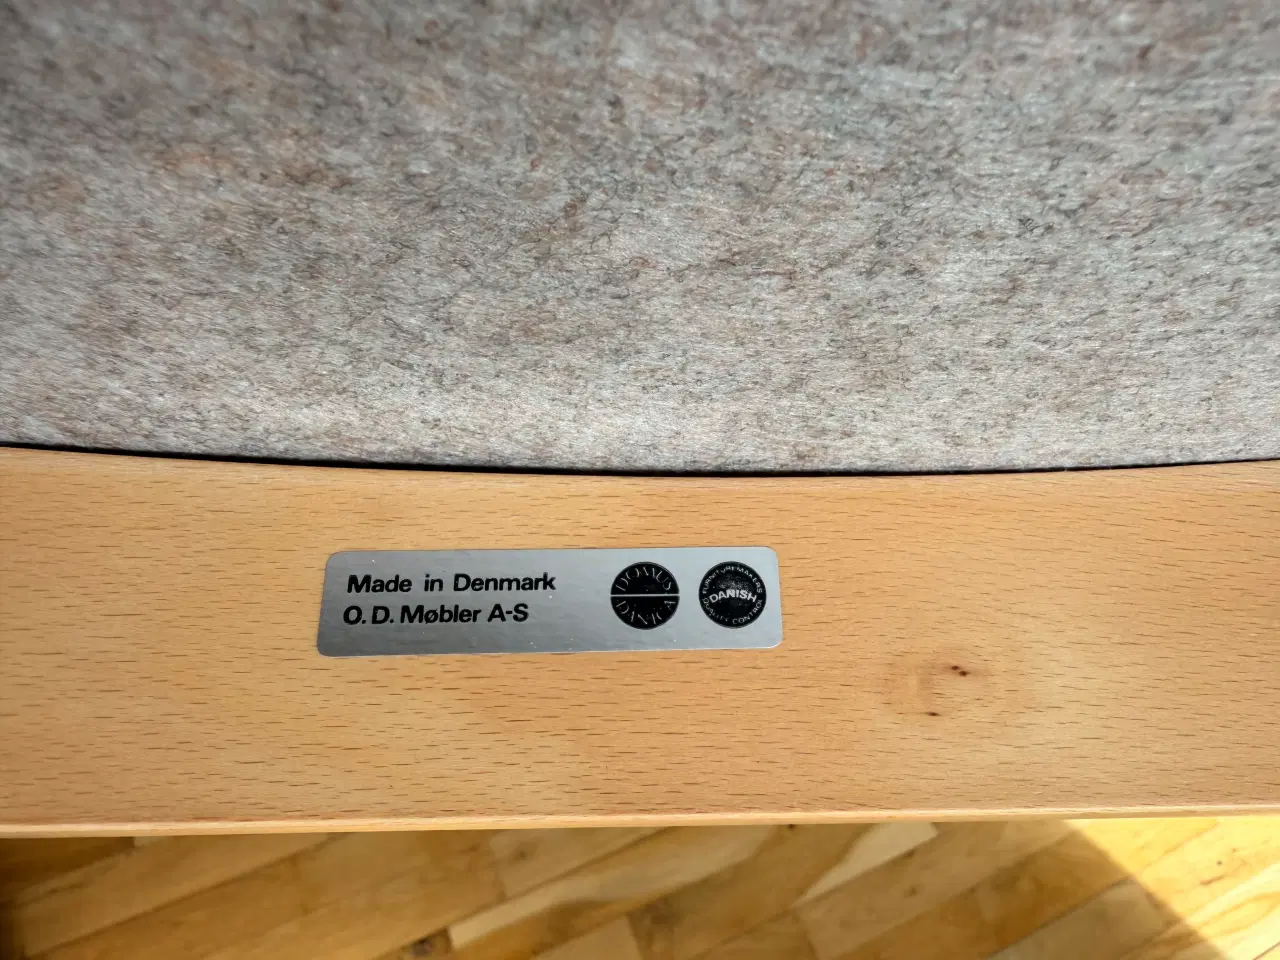 Made in Denmark
O. D. Møbler A-S
DOMUS
DANICA
FURNITUREMAKERS
DANISH
QUALITY CONTROL